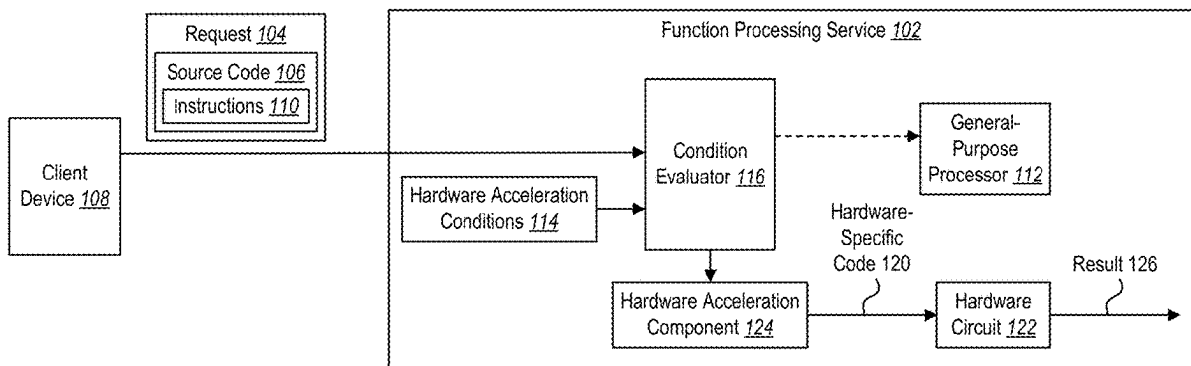 Request 104
Source Code 106
Instructions 110
Client
Device 108
Function Processing Service 102
Condition
Evaluator 116
General-
Purpose
Processor 112
Hardware Acceleration
Conditions 114
Hardware-
Specific
Code 120
Result 126
Hardware Acceleration
Component 124
Hardware
Circuit 122